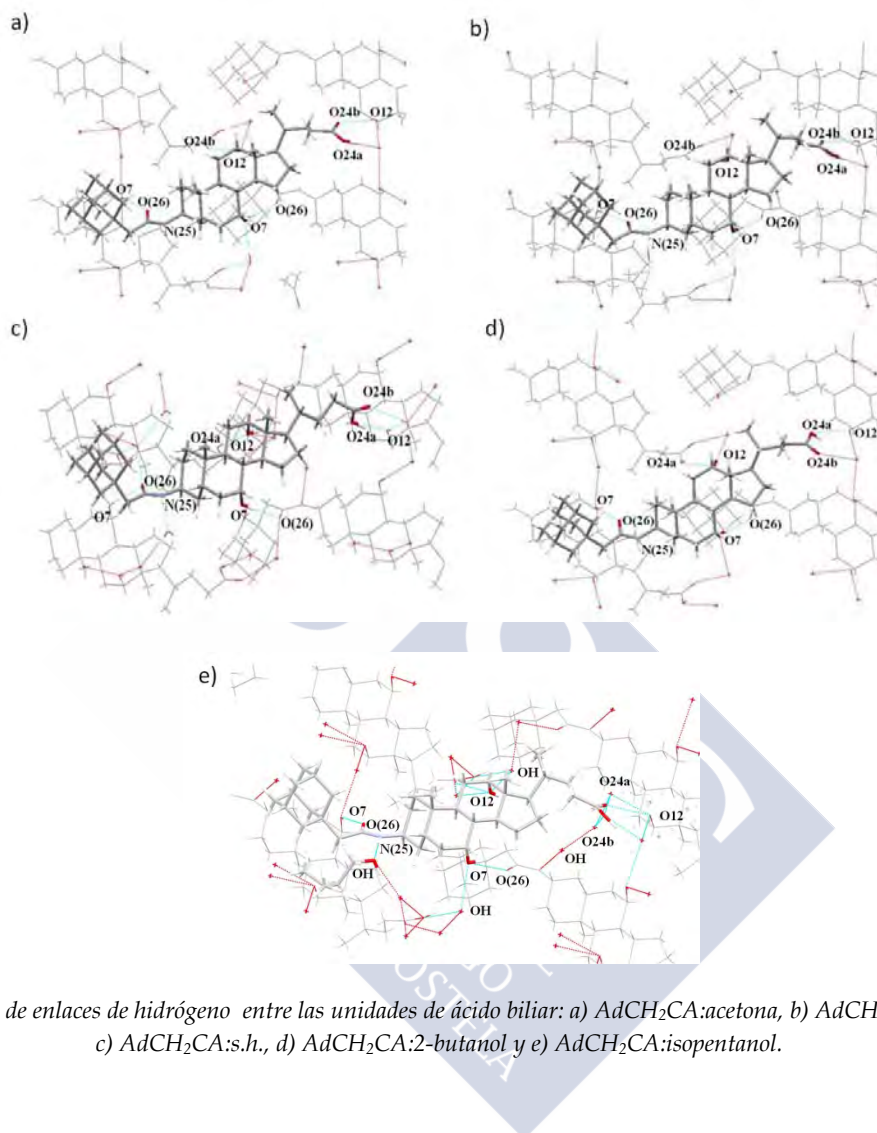 a)
b)
O24b O12
O24b
O24a
O12
O7
O(26)
N(25)
O7
O(26)
O24b
O24b O12
O24a
O12
O7
O(26)
N(25)
O7
O(26)
c)
d)
O24b
O24a
O24a
O12
O12
O(26)
N(25)
O7
O7
O(26)
O24a
O12
O24b
O12
O24a
O7
O(26)
N(25)
O7
O(26)
e)
OH
O24a
O12
O12
O7
O(26)
O24b
N(25)
OH
OH
O7
O(26)
OH
OSTELA
de enlaces de hidrógeno entre las unidades de ácido biliar: a) AdCH2CA:acetona, b) AdCH
c) AdCH2CA:s.h., d) AdCH2CA:2-butanol y e) AdCH2CA:isopentanol.